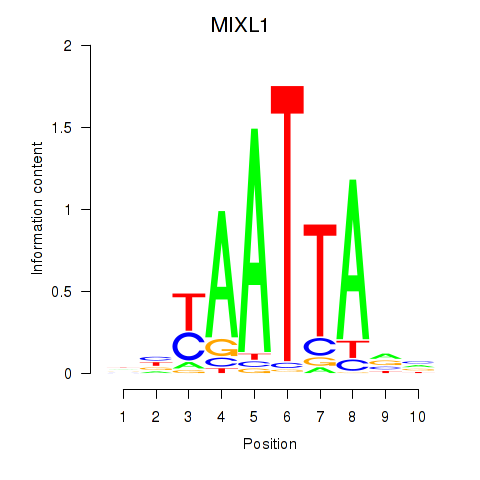 MIXL1
2
1.5
1
0.5
0
Information content
T C A G
A G C T
A T C G
T C G
T C G A
A T C
1 2 3 4 5 6 7 8 9 10
Position